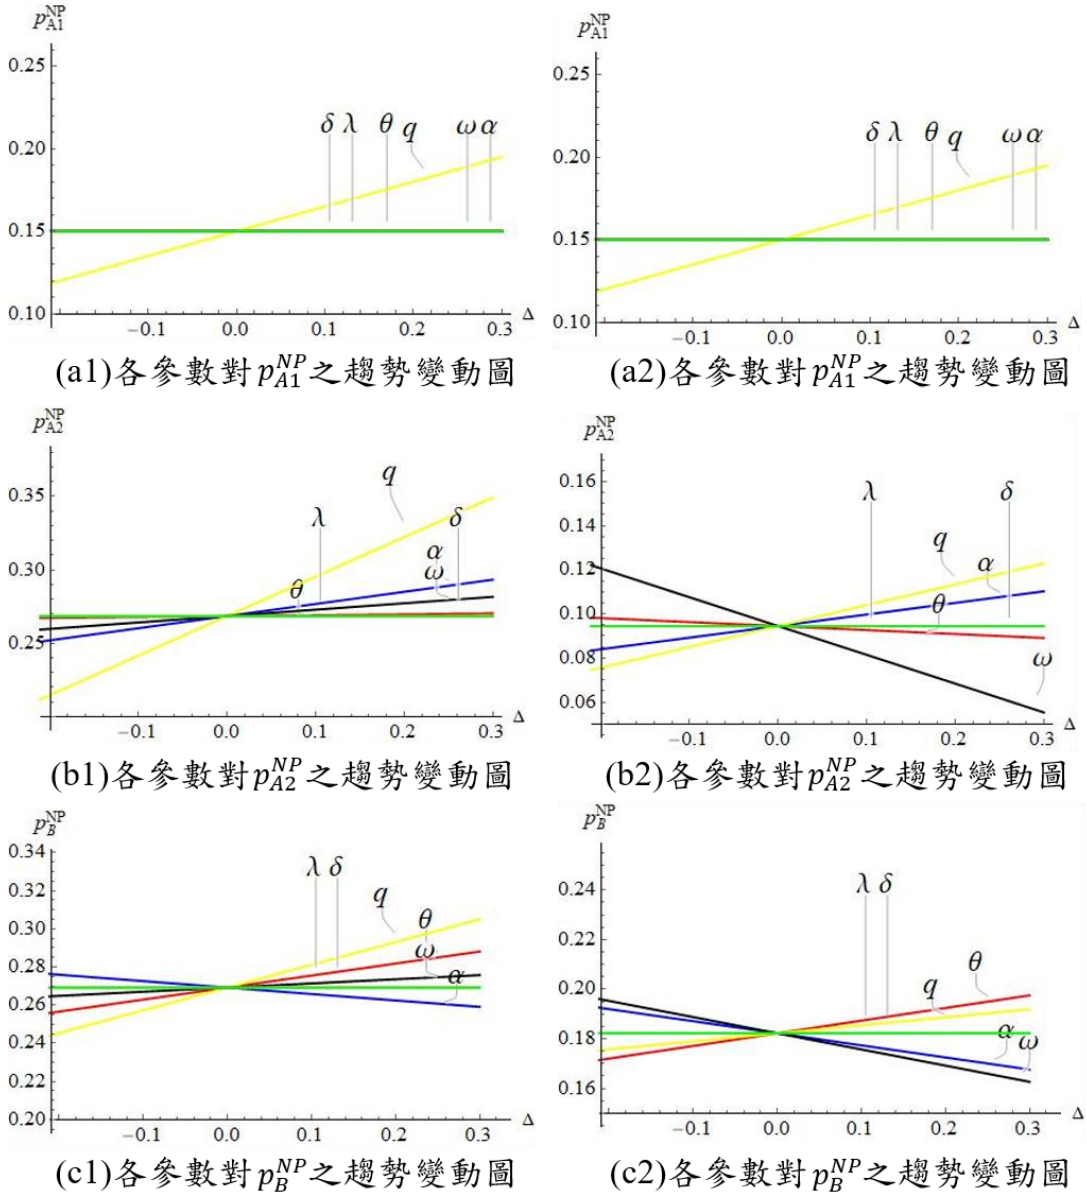 p_{A1}^{NP}
0.25
0.20
0.15
0.10
δ λ θ q ω α
−0.1 0.0 0.1 0.2 0.3 Δ
(a1)各參數對p_{A1}^{NP}之趨勢變動圖
p_{A1}^{NP}
0.25
0.20
0.15
0.10
δ λ θ q ω α
−0.1 0.0 0.1 0.2 0.3 Δ
(a2)各參數對p_{A1}^{NP}之趨勢變動圖
p_{A2}^{NP}
0.35
0.30
0.25
q
λ δ
α
ω
θ
−0.1 0.0 0.1 0.2 0.3 Δ
(b1)各參數對p_{A2}^{NP}之趨勢變動圖
p_{A2}^{NP}
0.16
0.14
0.12
0.10
0.08
0.06
λ δ
q
α
θ
ω
−0.1 0.0 0.1 0.2 0.3 Δ
(b2)各參數對p_{A2}^{NP}之趨勢變動圖
p_B^{NP}
0.34
0.32
0.30
0.28
0.26
0.24
0.22
0.20
λ δ
q
θ
ω
α
−0.1 0.0 0.1 0.2 0.3 Δ
(c1)各參數對p_B^{NP}之趨勢變動圖
p_B^{NP}
0.24
0.22
0.20
0.18
0.16
λ δ
θ
q
α ω
−0.1 0.0 0.1 0.2 0.3 Δ
(c2)各參數對p_B^{NP}之趨勢變動圖